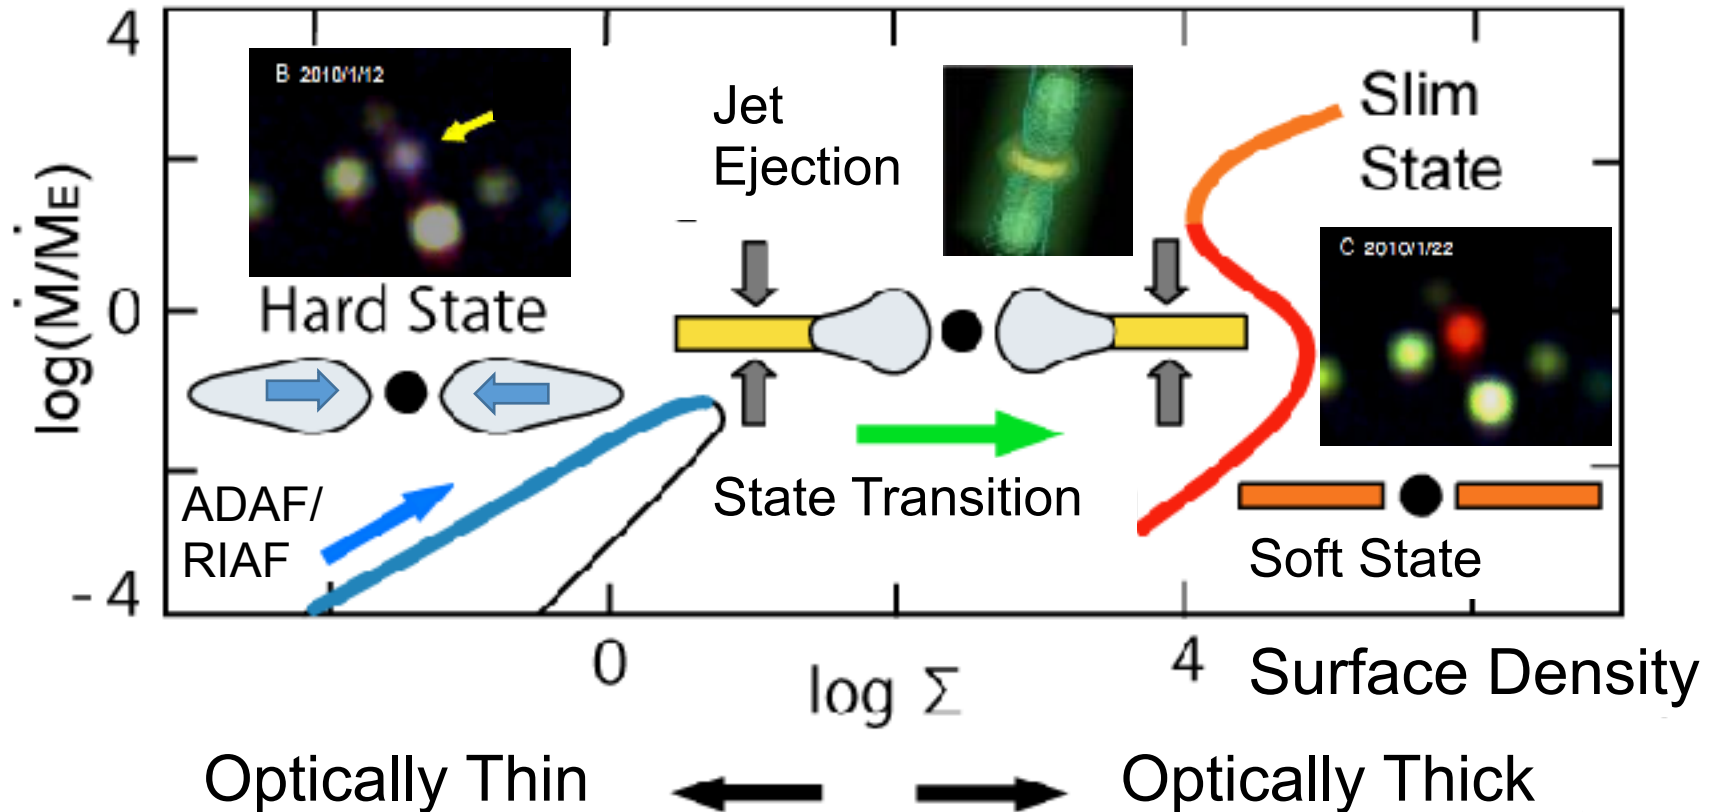 4
B 2010/1/12
Jet
Ejection
Slim
State
C 2010/1/22
log(Ṁ/ṀE)
0
Hard State
ADAF/
RIAF
State Transition
Soft State
-4
0
4
log Σ
Surface Density
Optically Thin
Optically Thick